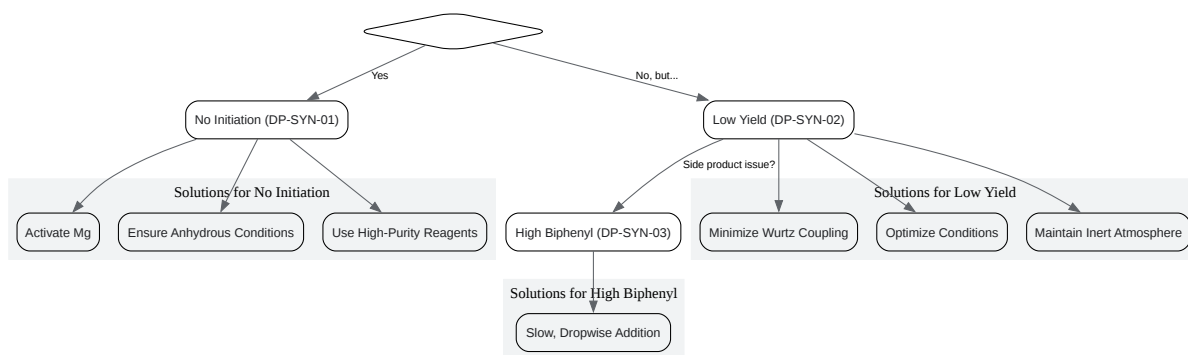 Yes
No, but...
No Initiation (DP-SYN-01)
Low Yield (DP-SYN-02)
Side product issue?
Solutions for No Initiation
Solutions for Low Yield
Activate Mg
Ensure Anhydrous Conditions
Use High-Purity Reagents
High Biphenyl (DP-SYN-03)
Minimize Wurtz Coupling
Optimize Conditions
Maintain Inert Atmosphere
Solutions for High Biphenyl
Slow, Dropwise Addition